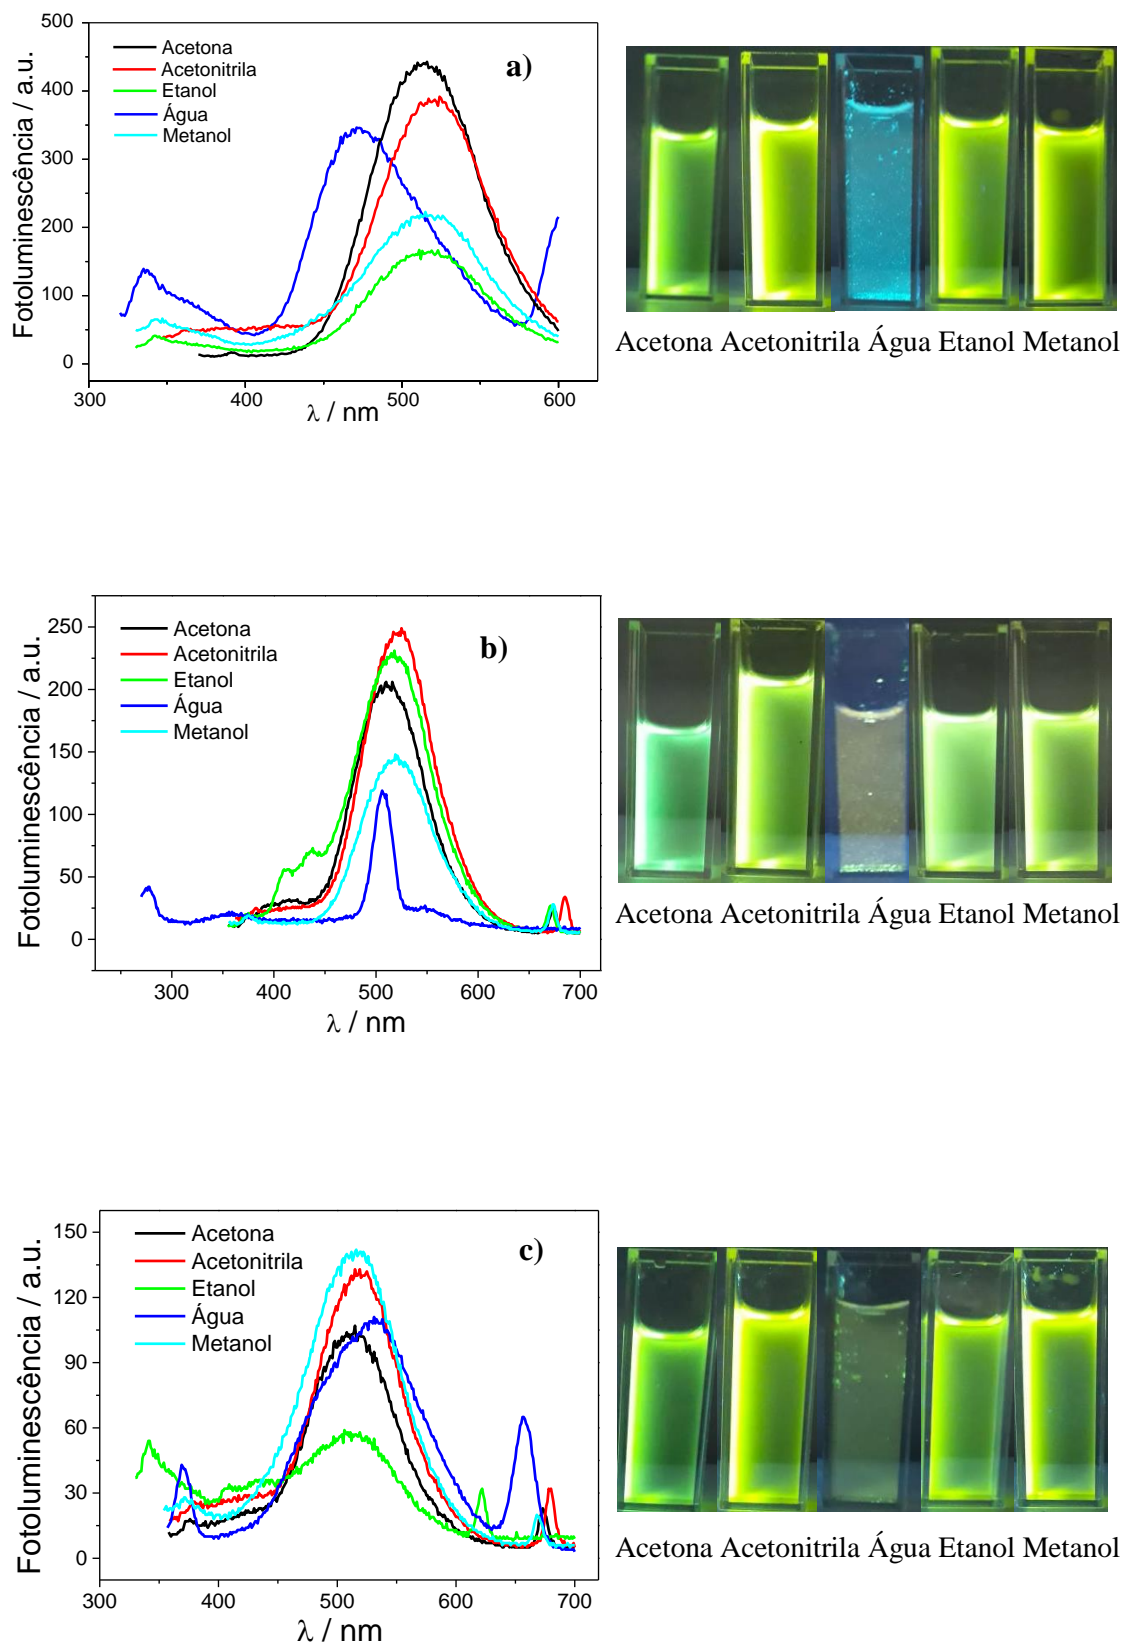 500
400
300
200
100
0
Fotoluminescência / a.u.
Acetona
Acetonitrila
Etanol
Água
Metanol
a)
300 400 500 600
λ / nm
Acetona Acetonitrila Água Etanol Metanol
250
200
150
100
50
0
Fotoluminescência / a.u.
Acetona
Acetonitrila
Etanol
Água
Metanol
b)
300 400 500 600 700
λ / nm
Acetona Acetonitrila Água Etanol Metanol
150
120
90
60
30
0
Fotoluminescência / a.u.
Acetona
Acetonitrila
Etanol
Água
Metanol
c)
300 400 500 600 700
λ / nm
Acetona Acetonitrila Água Etanol Metanol